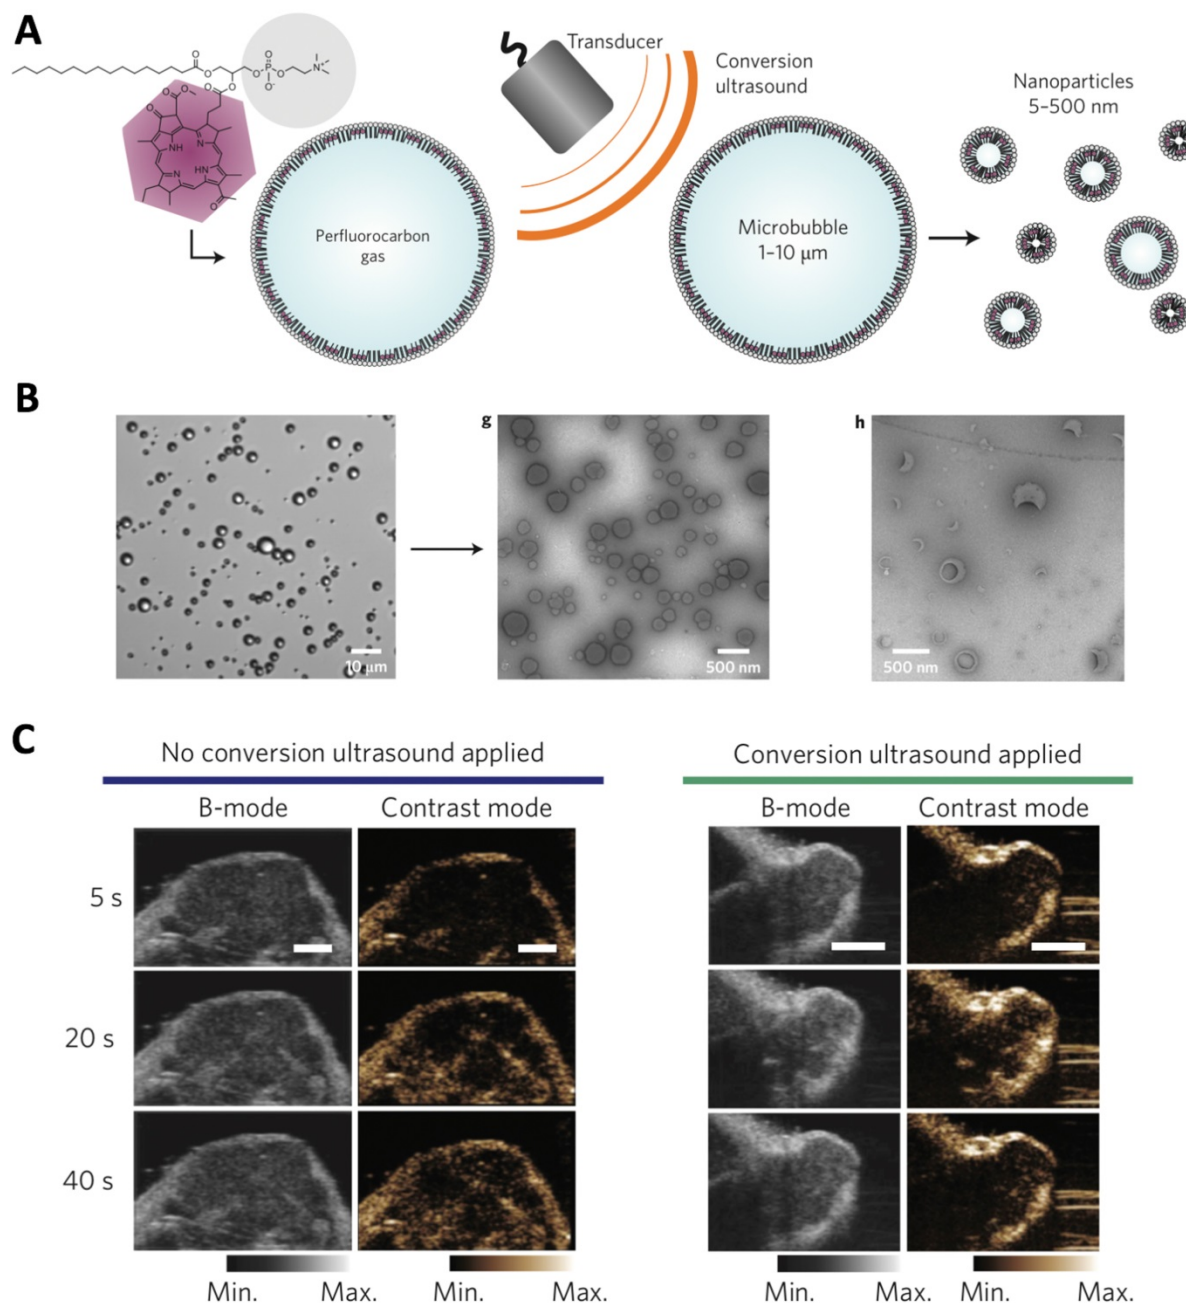 A
Transducer
Conversion
ultrasound
Nanoparticles
5–500 nm
Perfluorocarbon
gas
Microbubble
1–10 μm
O
O
O
O
P
O
O-
N+
O
O
O
O
O
NH
N
N
HN
O
B
g
h
10 μm
500 nm
500 nm
C
No conversion ultrasound applied
Conversion ultrasound applied
B-mode
Contrast mode
B-mode
Contrast mode
5 s
20 s
40 s
Min.
Max.
Min.
Max.
Min.
Max.
Min.
Max.